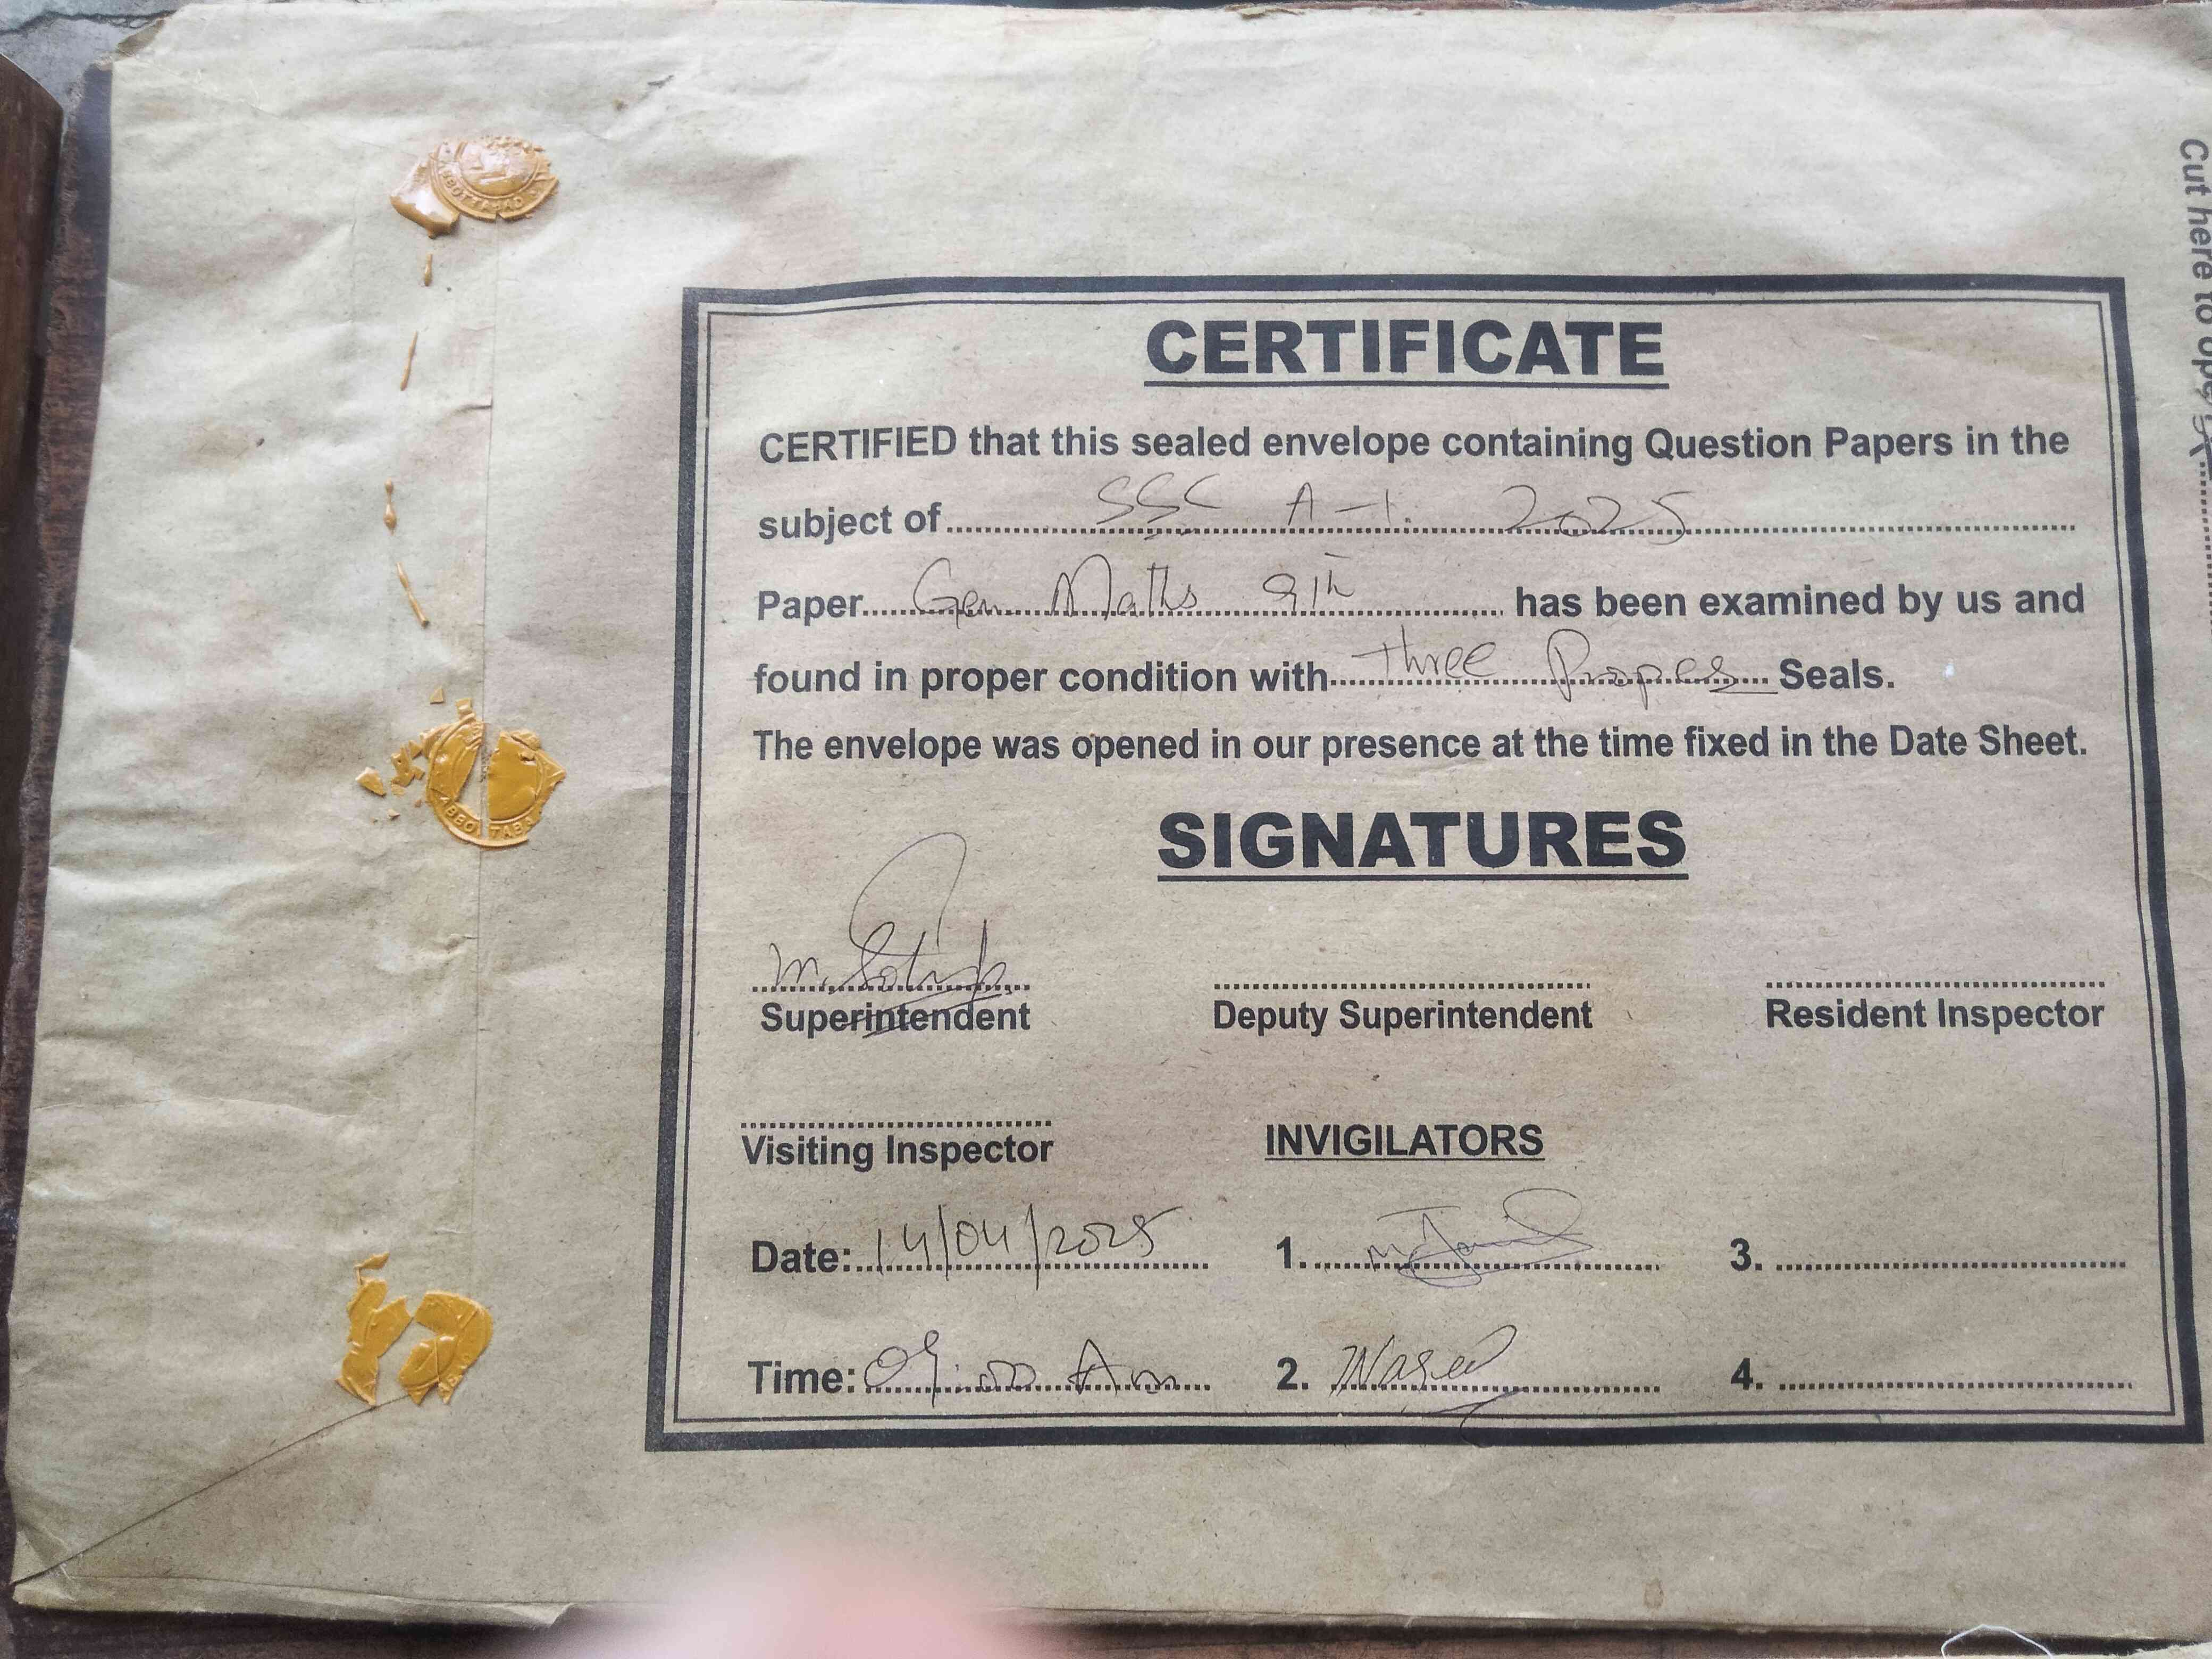 ABBOTTABAD
CERTIFICATE
CERTIFIED that this sealed envelope containing Question Papers in the
subject of SSC A-I. 2025
Paper Gen Maths 9th has been examined by us and
found in proper condition with three Proper Seals.
The envelope was opened in our presence at the time fixed in the Date Sheet.
ABBOTTABA
SIGNATURES
Superintendent
Deputy Superintendent
Resident Inspector
Visiting Inspector
INVIGILATORS
Date: 14/04/2025
1.
3.
Time: 09:00 Am
2.
4.
Cut here to open